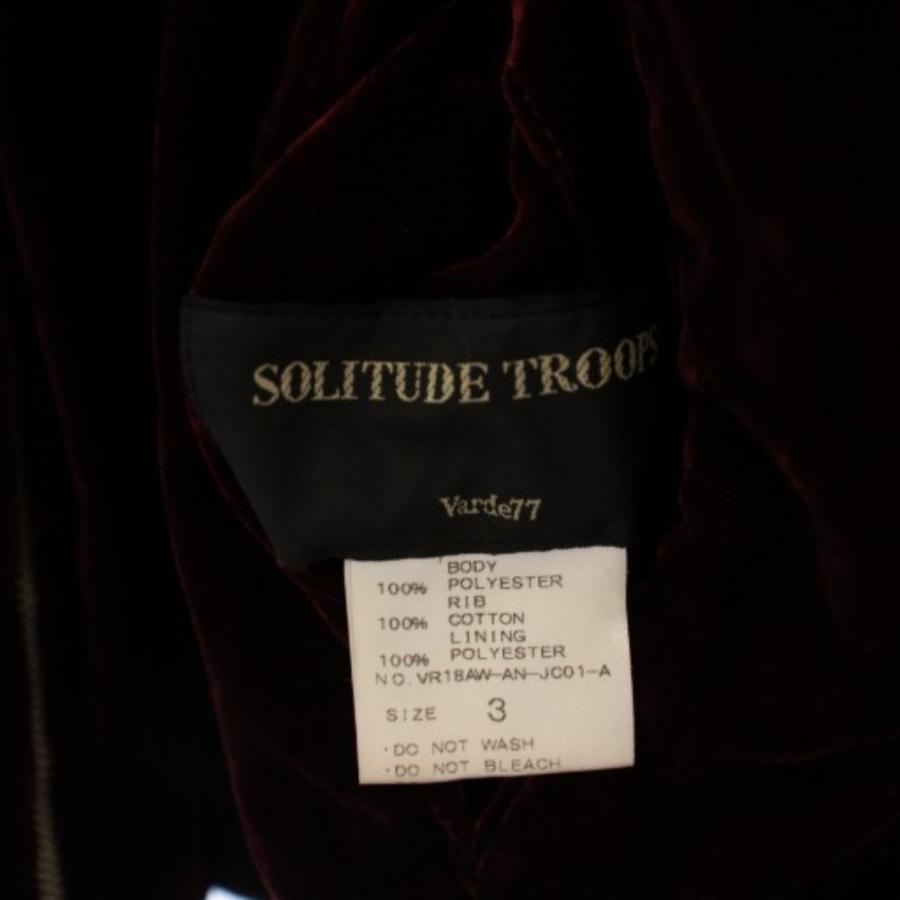 SOLITUDE TROOPS
Varde77
BODY
100% POLYESTER
RIB
100% COTTON
LINING
100% POLYESTER
NO.VR18AW-AN-JC01-A
SIZE 3
・DO NOT WASH
・DO NOT BLEACH